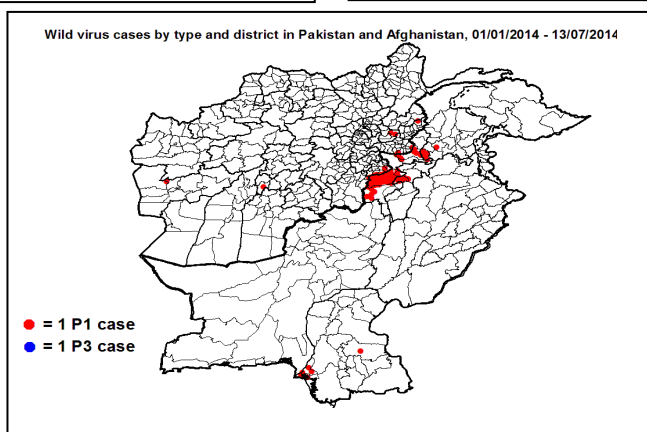 Wild virus cases by type and district in Pakistan and Afghanistan, 01/01/2014 - 13/07/2014
= 1 P1 case
= 1 P3 case